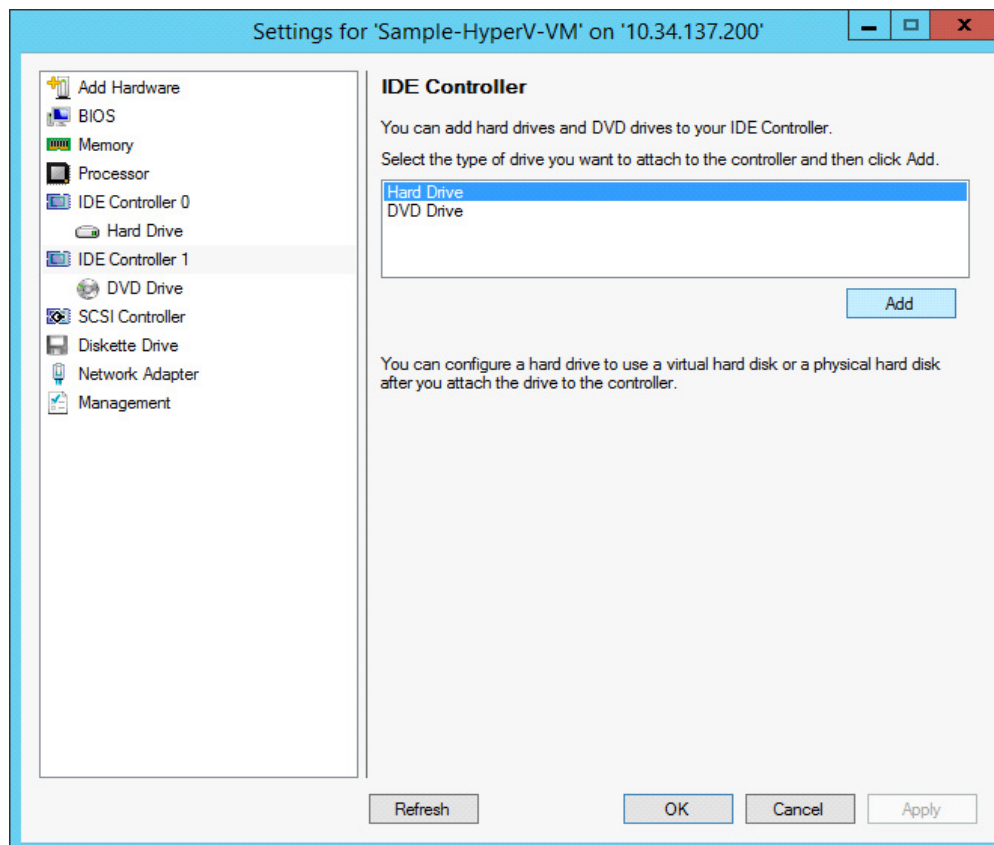 Settings for 'Sample-HyperV-VM' on '10.34.137.200'
Add Hardware
BIOS
Memory
Processor
IDE Controller 0
Hard Drive
IDE Controller 1
DVD Drive
SCSI Controller
Diskette Drive
Network Adapter
Management
IDE Controller
You can add hard drives and DVD drives to your IDE Controller.
Select the type of drive you want to attach to the controller and then click Add.
Hard Drive
DVD Drive
Add
You can configure a hard drive to use a virtual hard disk or a physical hard disk
after you attach the drive to the controller.
Refresh
OK
Cancel
Apply